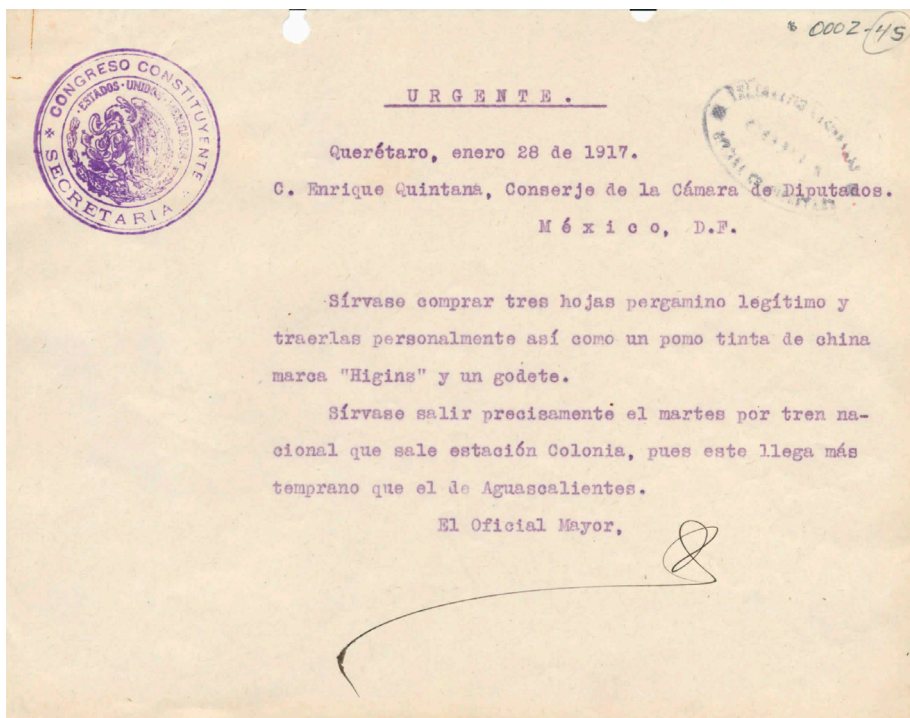 0002-45
CONGRESO CONSTITUYENTE
ESTADOS·UNIDOS·MEXICANOS
SECRETARIA
URGENTE.
Querétaro, enero 28 de 1917.
C. Enrique Quintana, Conserje de la Cámara de Diputados.
México, D.F.
Sírvase comprar tres hojas pergamino legítimo y
traerlas personalmente así como un pomo tinta de china
marca "Higins" y un godete.
Sírvase salir precisamente el martes por tren na-
cional que sale estación Colonia, pues este llega más
temprano que el de Aguascalientes.
El Oficial Mayor,